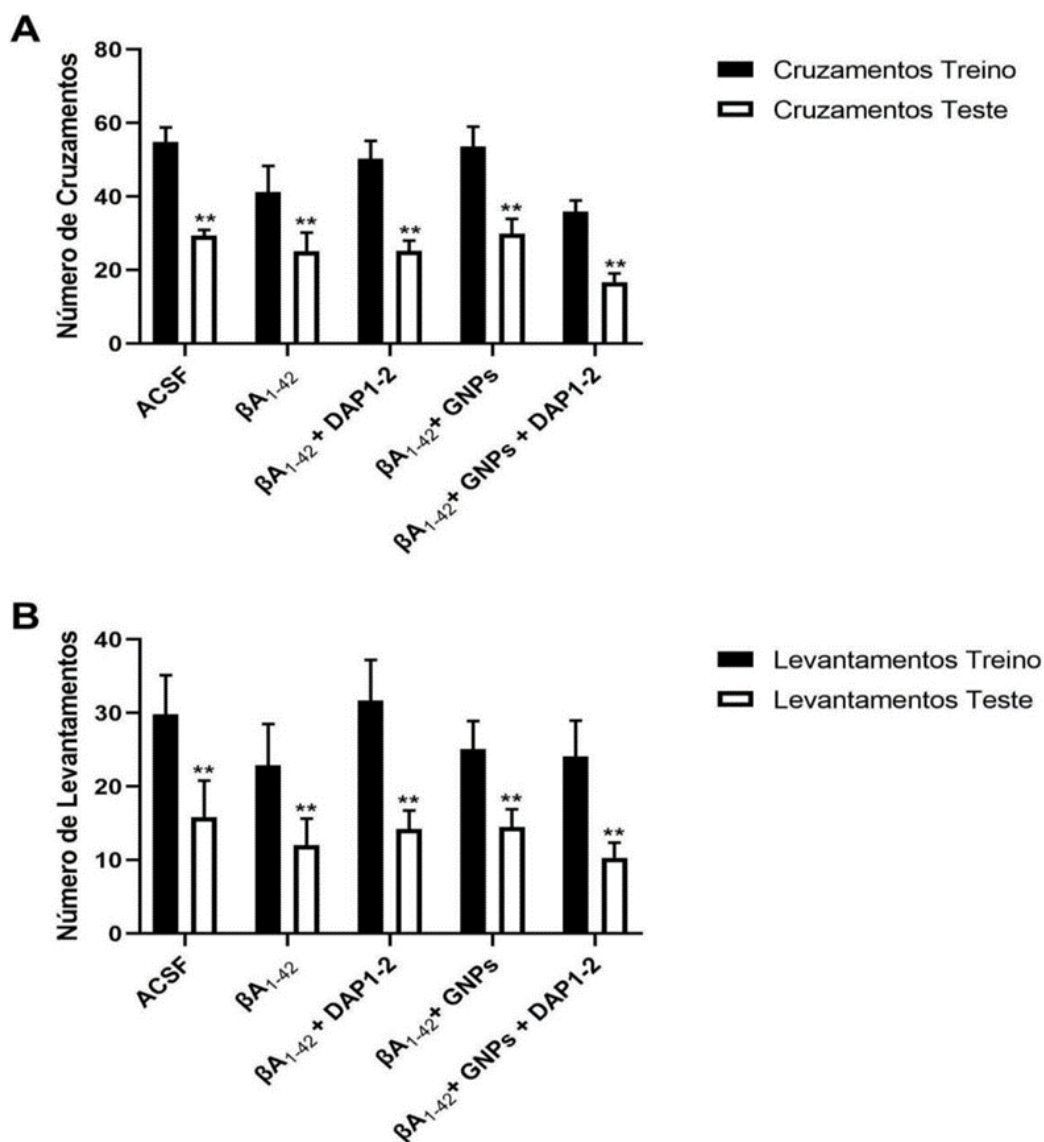 A
Número de Cruzamentos
80
60
40
20
0
**
**
**
**
**
ACSF
βA₁₋₄₂
βA₁₋₄₂+ DAP1-2
βA₁₋₄₂+ GNPs
βA₁₋₄₂+ GNPs + DAP1-2
Cruzamentos Treino
Cruzamentos Teste
B
Número de Levantamentos
40
30
20
10
0
**
**
**
**
**
ACSF
βA₁₋₄₂
βA₁₋₄₂+ DAP1-2
βA₁₋₄₂+ GNPs
βA₁₋₄₂+ GNPs + DAP1-2
Levantamentos Treino
Levantamentos Teste